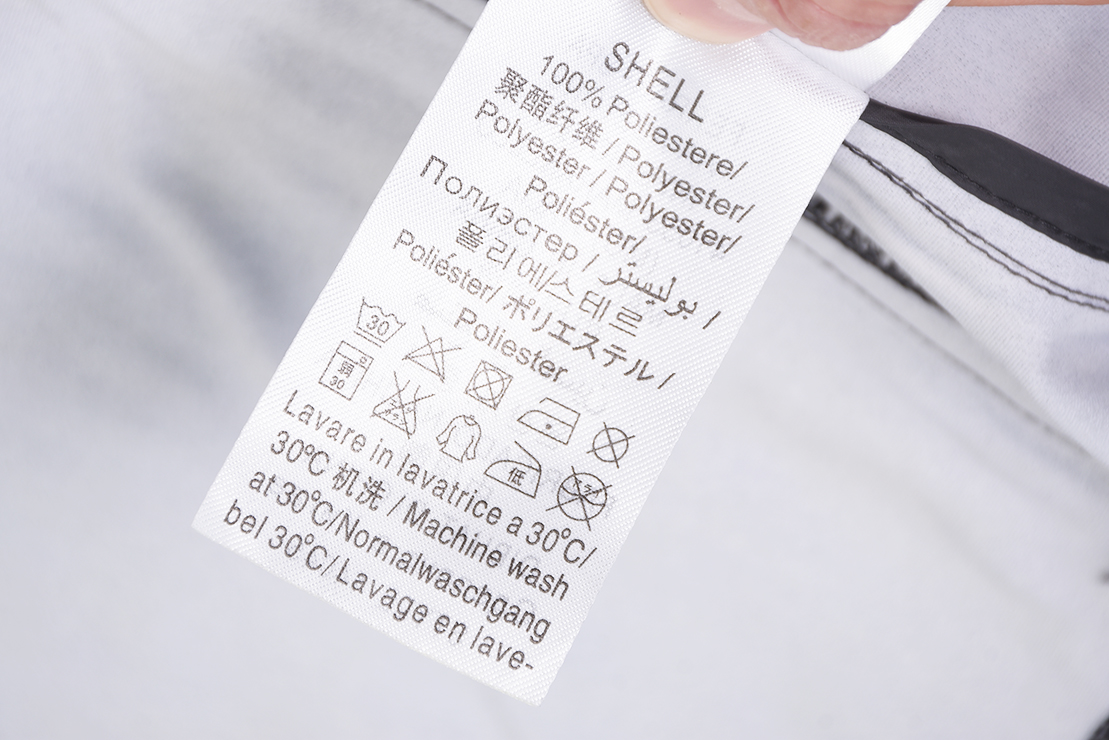 SHELL
100% Poliestere/
聚酯纤维 / Polyester/
Polyester / Polyester/
Poliéster/
Полиэстер / بوليستر /
폴리에스테르
Poliéster/ ポリエステル /
Poliester
30
弱
30
低
Lavare in lavatrice a 30°C/
30°C 机洗 / Machine wash
at 30°C/Normalwaschgang
bei 30°C/Lavage en lave-